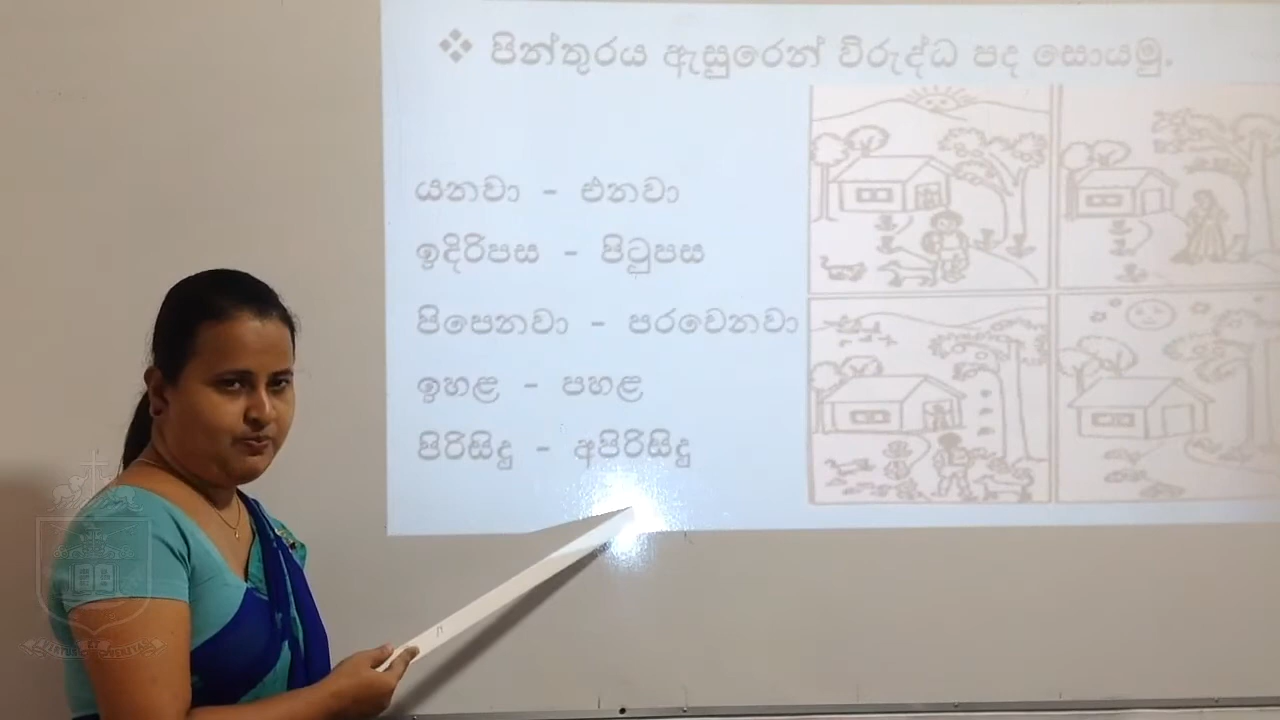 ❖ පින්තුරය ඇසුරෙන් විරුද්ධ පද සොයමු.
යනවා - එනවා
ඉදිරිපස - පිටුපස
පිපෙනවා - පරවෙනවා
ඉහළ - පහළ
පිරිසිදු - අපිරිසිදු